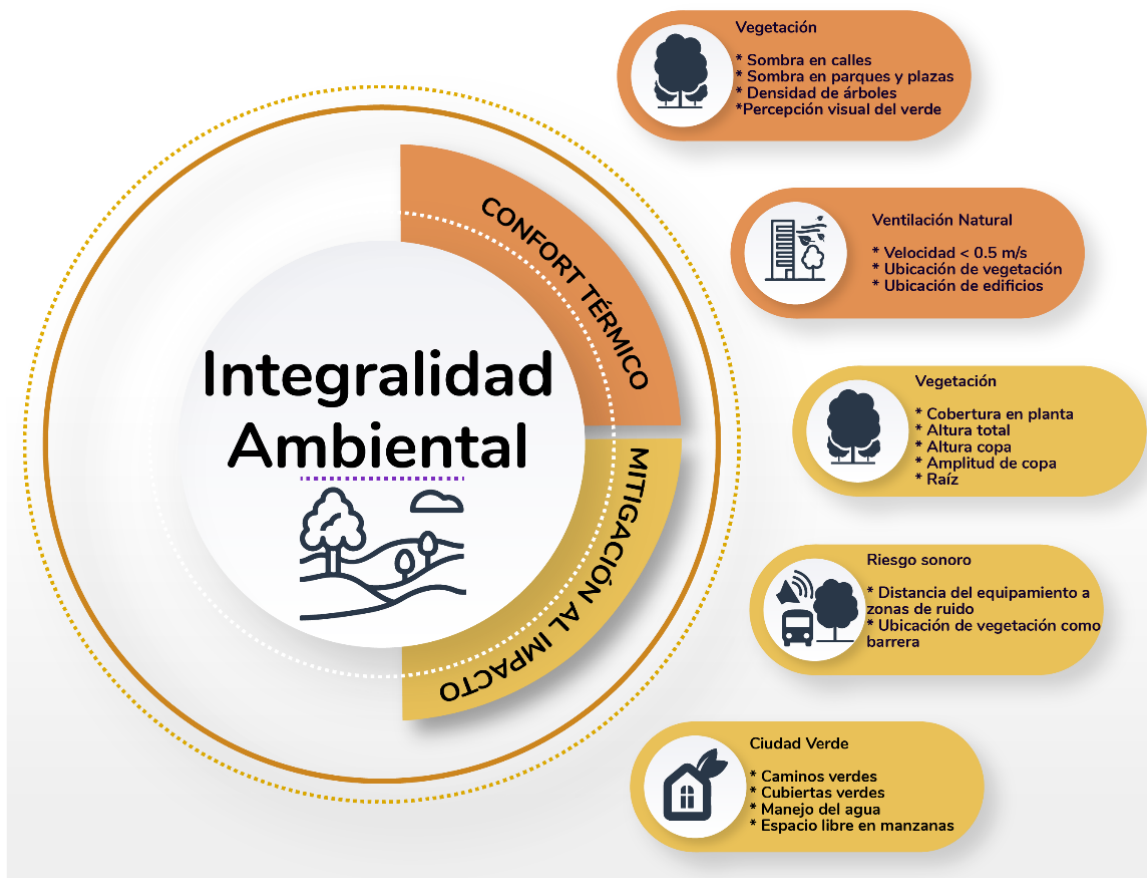 Integralidad
Ambiental
CONFORT TÉRMICO
MITIGACIÓN AL IMPACTO
Vegetación
* Sombra en calles
* Sombra en parques y plazas
* Densidad de árboles
*Percepción visual del verde
Ventilación Natural
* Velocidad < 0.5 m/s
* Ubicación de vegetación
* Ubicación de edificios
Vegetación
* Cobertura en planta
* Altura total
* Altura copa
* Amplitud de copa
* Raíz
Riesgo sonoro
* Distancia del equipamiento a
zonas de ruido
* Ubicación de vegetación como
barrera
Ciudad Verde
* Caminos verdes
* Cubiertas verdes
* Manejo del agua
* Espacio libre en manzanas